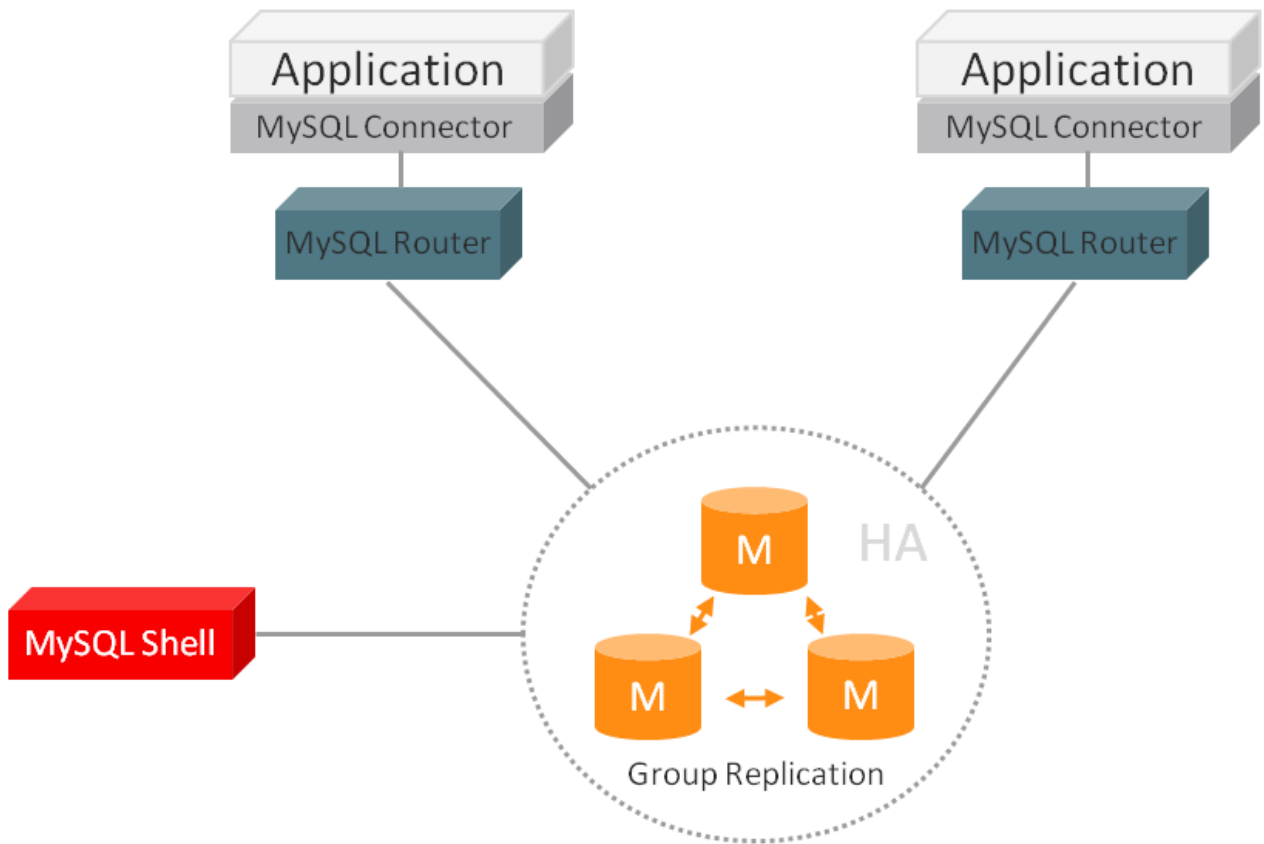 Application
MySQL Connector
MySQL Router
Application
MySQL Connector
MySQL Router
HA
M
M
M
MySQL Shell
Group Replication